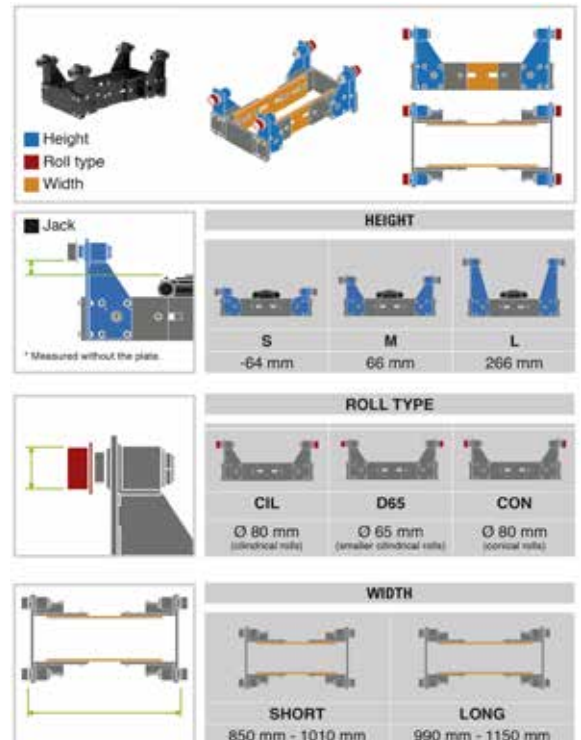 Height
Roll type
Width
Jack
* Measured without the plate.
HEIGHT
S
M
L
-64 mm
66 mm
266 mm
ROLL TYPE
CIL
D65
CON
Ø 80 mm
Ø 65 mm
Ø 80 mm
(cilindrical rolls)
(smaller cilindrical rolls)
(conical rolls)
WIDTH
SHORT
LONG
850 mm - 1010 mm
990 mm - 1150 mm